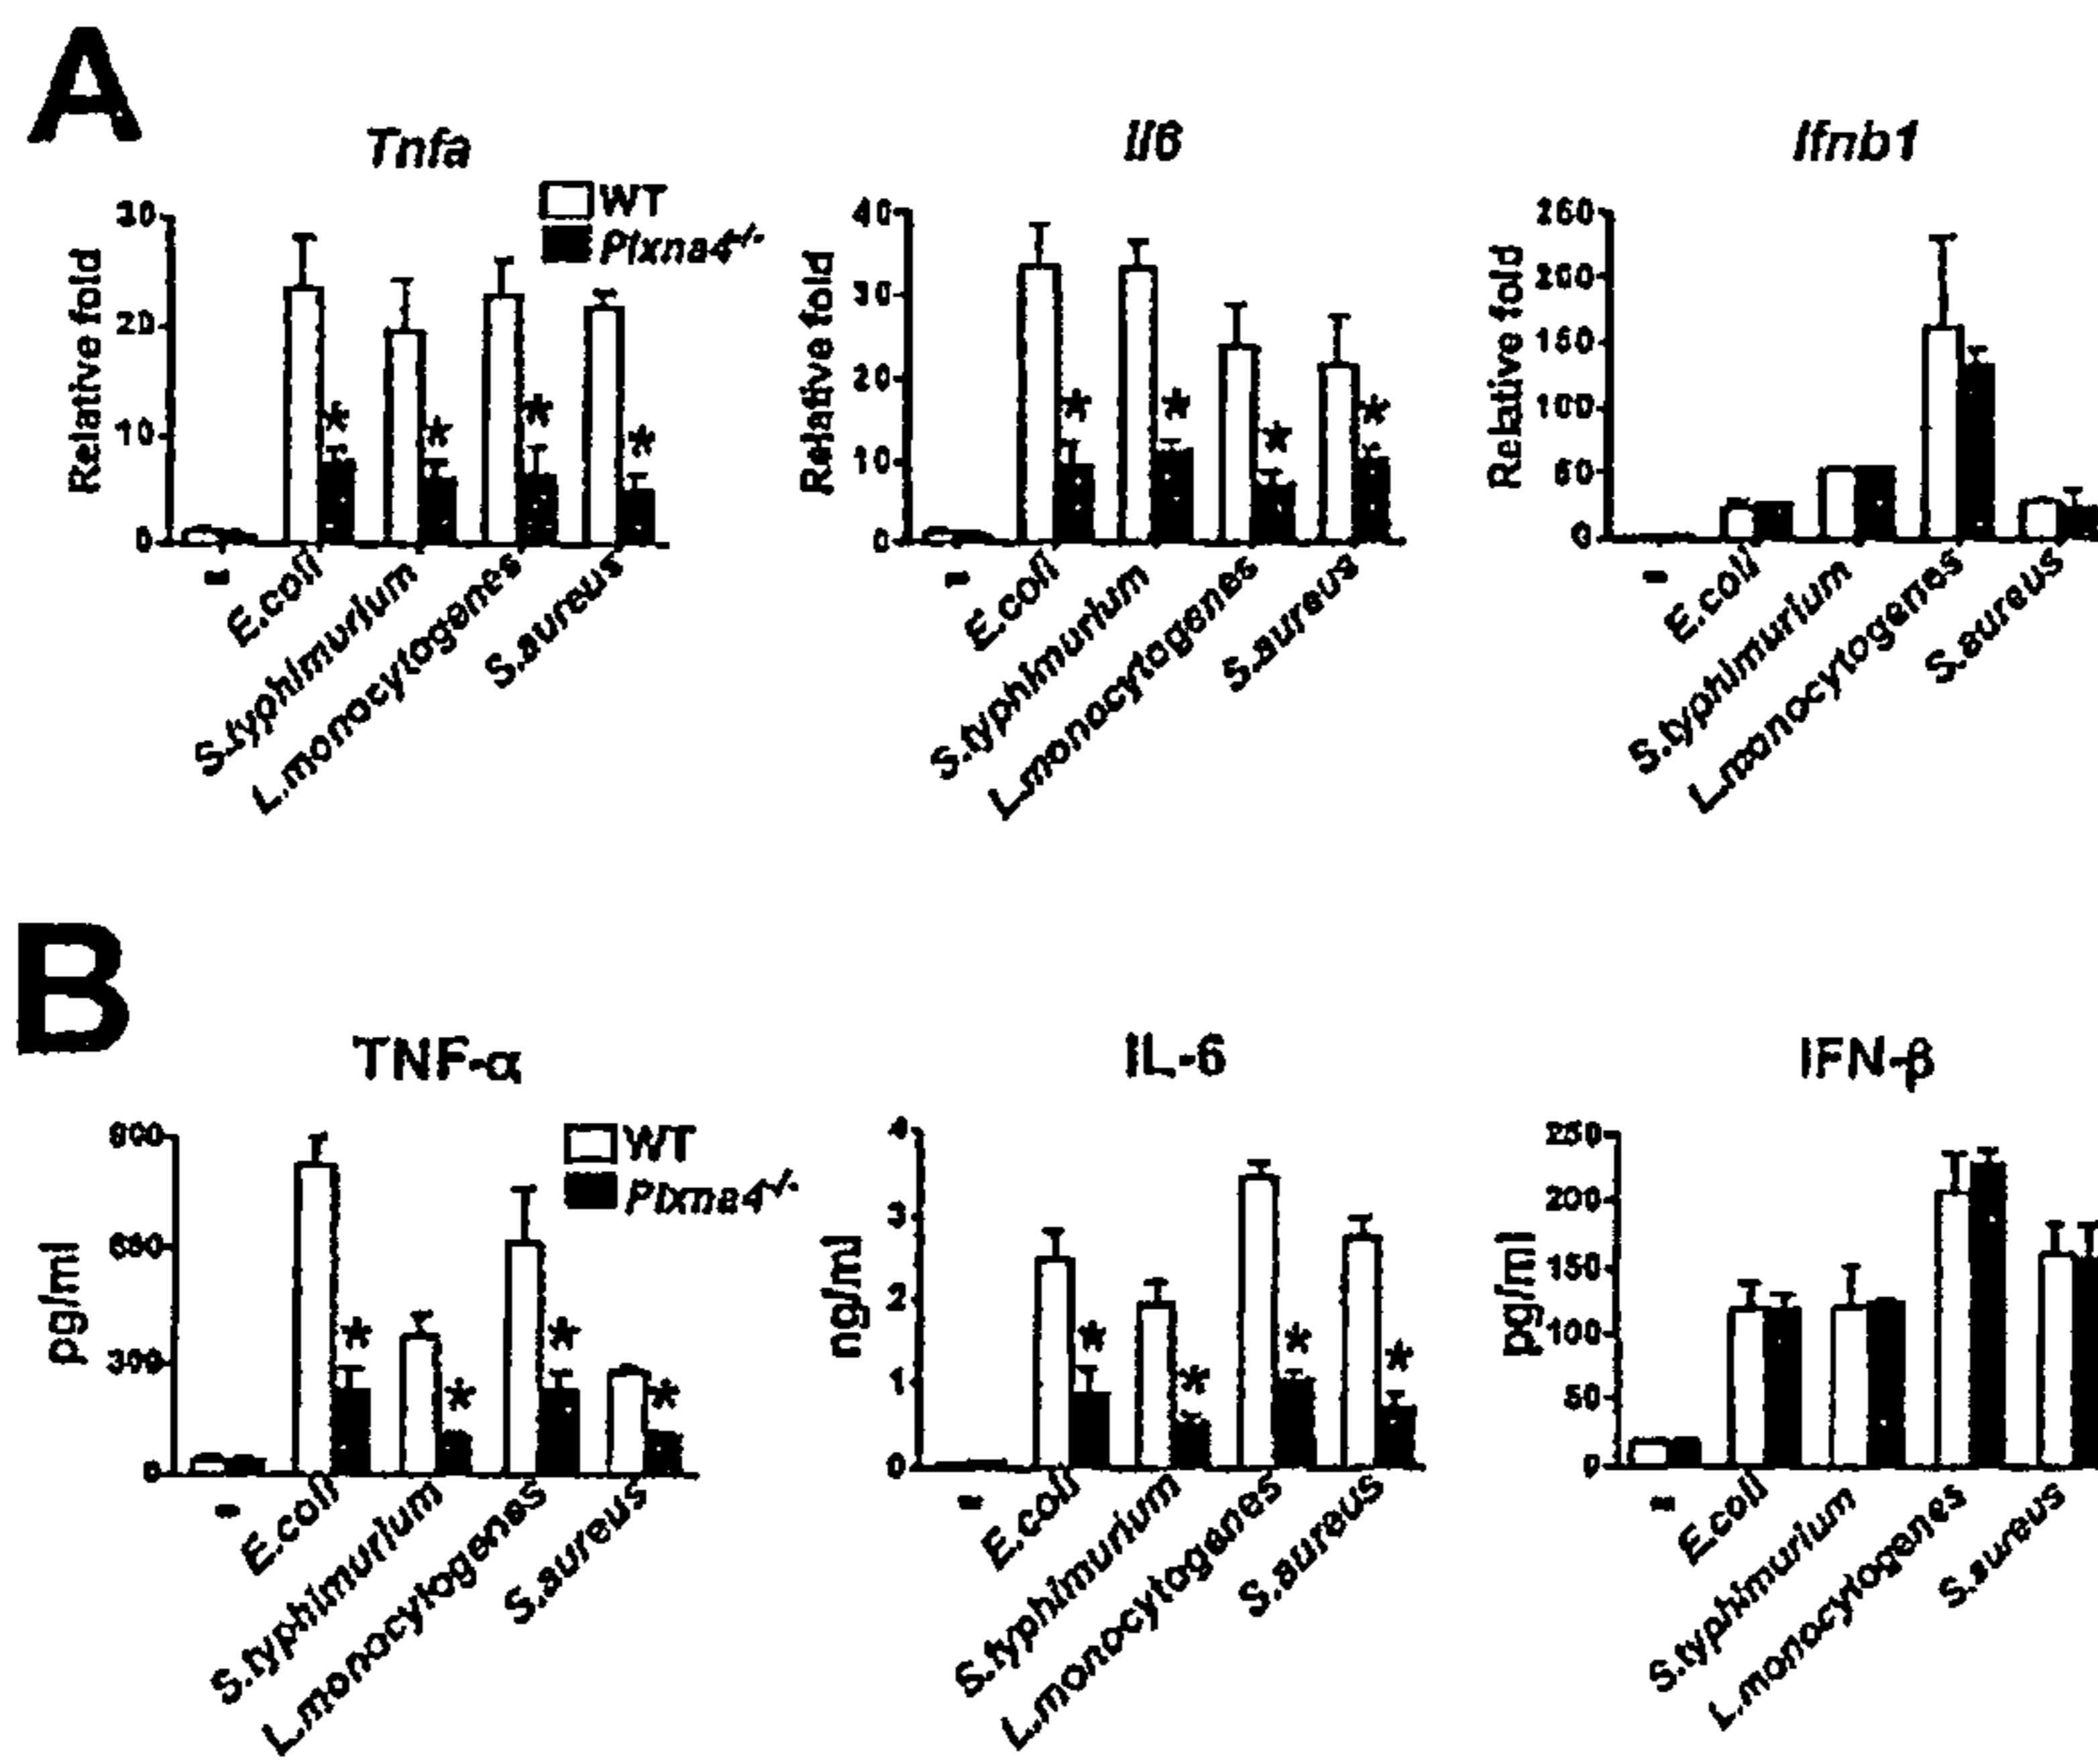 A
Tnfa
WT
Plxna4-/-
Relative fold
30
20
10
0
-
E.coli
S.typhimurium
L.monocytogenes
S.aureus
Il6
Relative fold
40
30
20
10
0
-
E.coli
S.typhimurium
L.monocytogenes
S.aureus
Ifnb1
Relative fold
250
200
150
100
50
0
-
E.coli
S.typhimurium
L.monocytogenes
S.aureus
B
TNF-α
WT
Plxna4-/-
pg/ml
300
0
-
E.coli
S.typhimurium
L.monocytogenes
S.aureus
IL-6
ng/ml
4
3
2
1
0
-
E.coli
S.typhimurium
L.monocytogenes
S.aureus
IFN-β
pg/ml
250
200
150
100
50
0
-
E.coli
S.typhimurium
L.monocytogenes
S.aureus